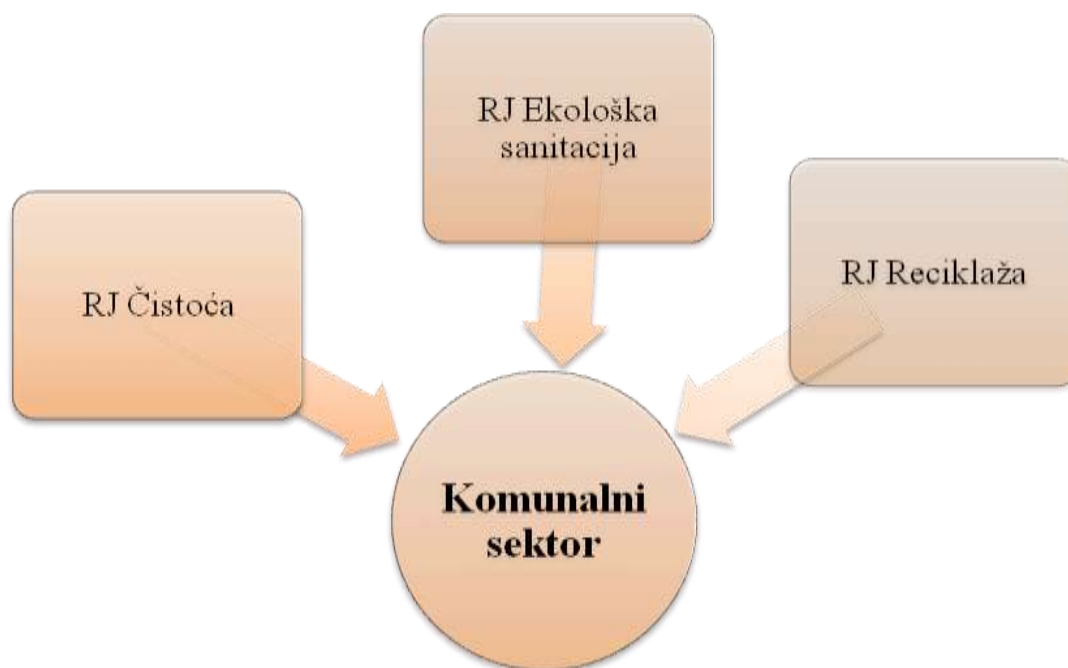 RJ Ekološka
sanitacija
RJ Čistoća
RJ Reciklaža
Komunalni
sektor